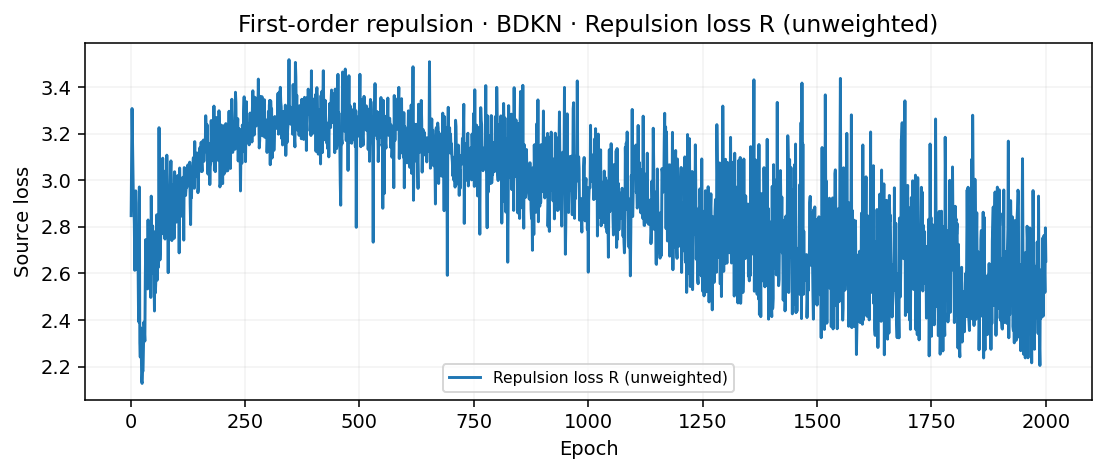 First-order repulsion · BDKN · Repulsion loss R (unweighted)
Source loss
3.4
3.2
3.0
2.8
2.6
2.4
2.2
Repulsion loss R (unweighted)
0 250 500 750 1000 1250 1500 1750 2000
Epoch